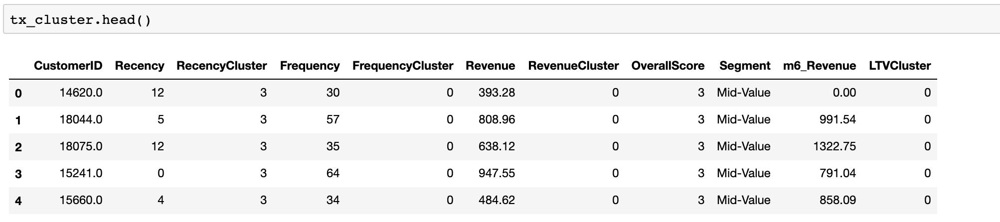 tx_cluster.head()
CustomerID Recency RecencyCluster Frequency FrequencyCluster Revenue RevenueCluster OverallScore Segment m6_Revenue LTVCluster
0 14620.0 12 3 30 0 393.28 0 3 Mid-Value 0.00 0
1 18044.0 5 3 57 0 808.96 0 3 Mid-Value 991.54 0
2 18075.0 12 3 35 0 638.12 0 3 Mid-Value 1322.75 0
3 15241.0 0 3 64 0 947.55 0 3 Mid-Value 791.04 0
4 15660.0 4 3 34 0 484.62 0 3 Mid-Value 858.09 0